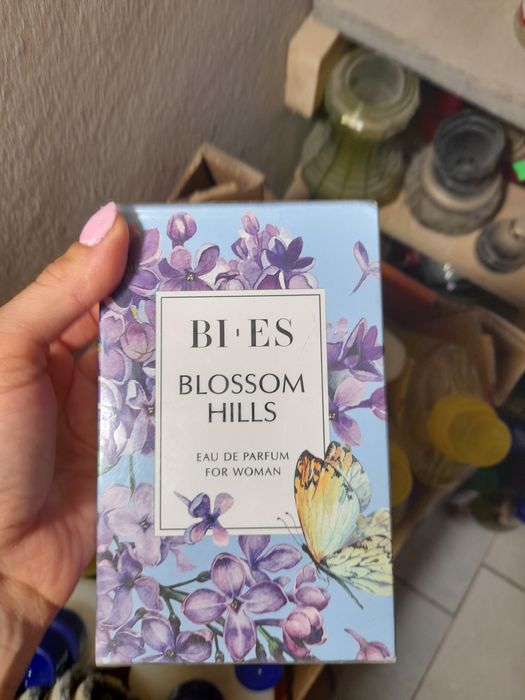 BI·ES
BLOSSOM
HILLS
EAU DE PARFUM
FOR WOMAN